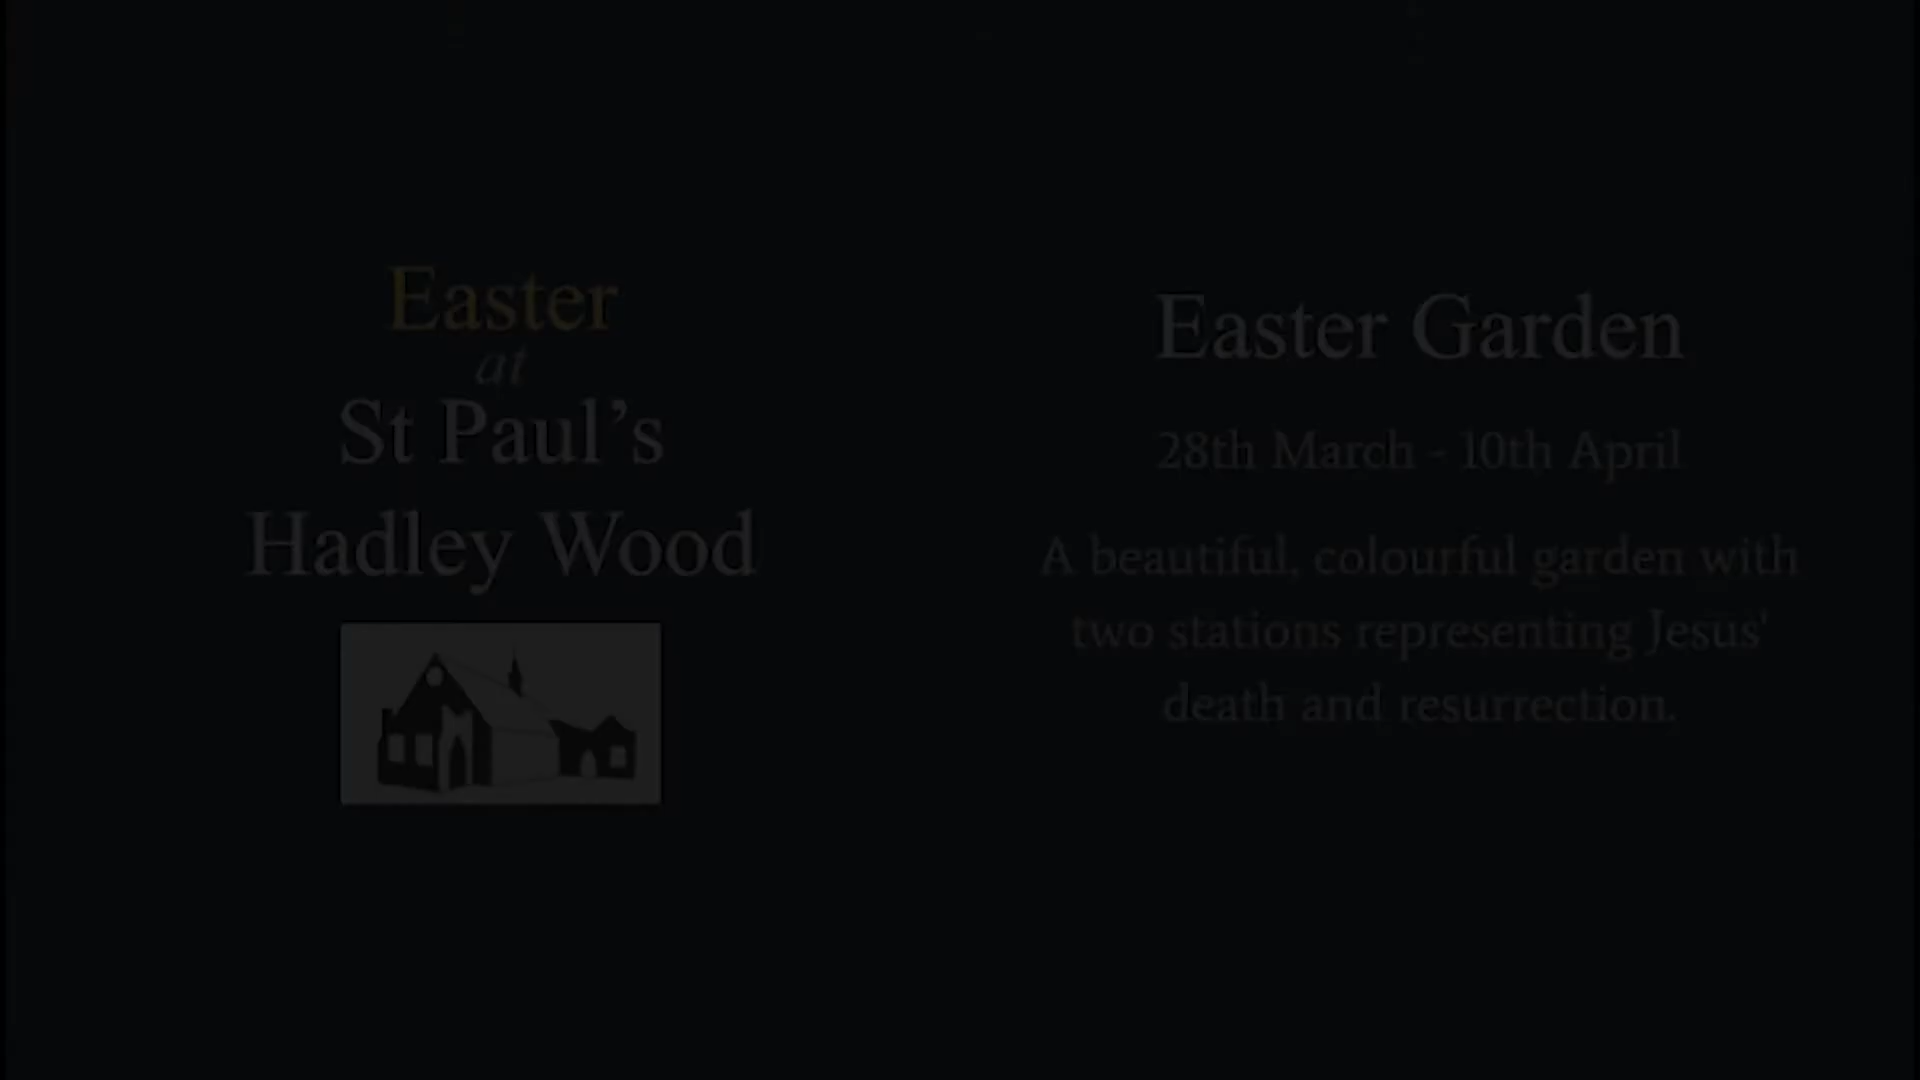 Easter
at
St Paul’s
Hadley Wood
Easter Garden
28th March - 10th April
A beautiful, colourful garden with
two stations representing Jesus'
death and resurrection.